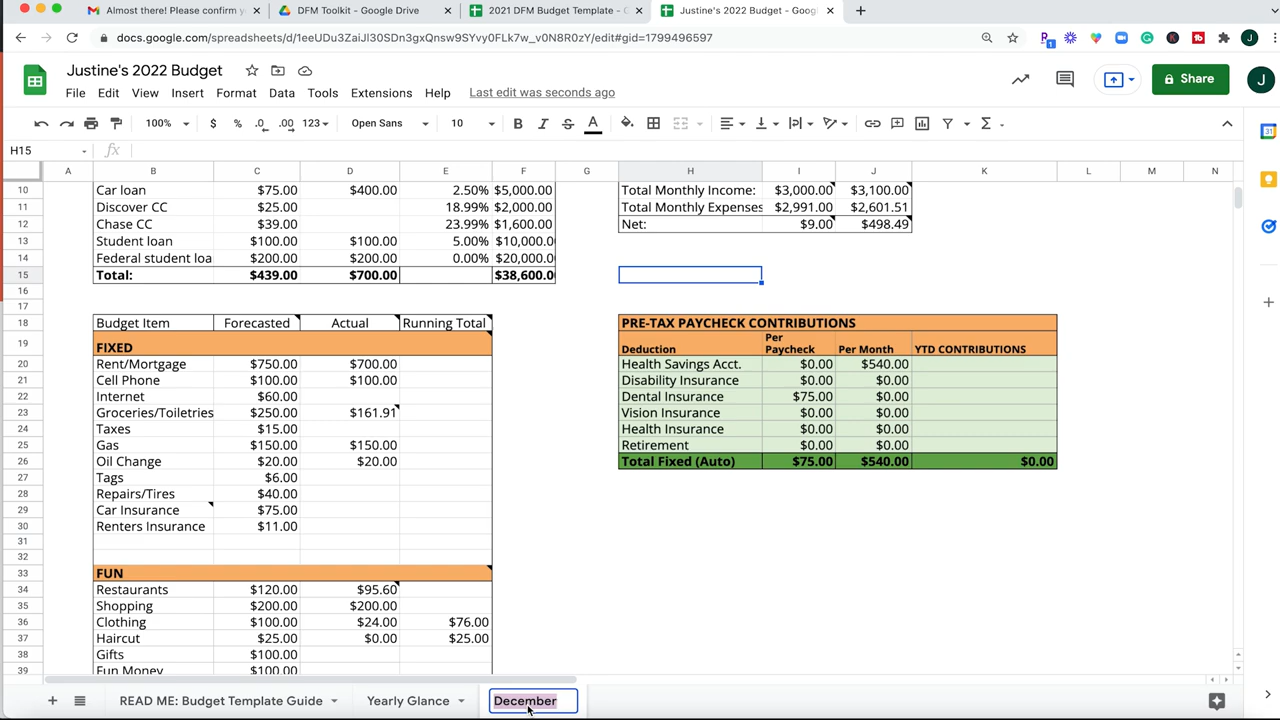 Almost there! Please confirm y
DFM Toolkit - Google Drive
2021 DFM Budget Template -
Justine's 2022 Budget - Goog
docs.google.com/spreadsheets/d/1eeUDu3ZaiJl30SDn3gxQnsw9SYvy0FLk7w_v0N8R0zY/edit#gid=1799496597
Justine's 2022 Budget
File Edit View Insert Format Data Tools Extensions Help Last edit was seconds ago
Share
J
100% $ % .0 .00 123 Open Sans 10 B I S A
H15 fx
A B C D E F G H I J K L M N
10 Car loan $75.00 $400.00 2.50% $5,000.00 Total Monthly Income: $3,000.00 $3,100.00
11 Discover CC $25.00 18.99% $2,000.00 Total Monthly Expenses $2,991.00 $2,601.51
12 Chase CC $39.00 23.99% $1,600.00 Net: $9.00 $498.49
13 Student loan $100.00 $100.00 5.00% $10,000.0
14 Federal student loa $200.00 $200.00 0.00% $20,000.0
15 Total: $439.00 $700.00 $38,600.0
16
17
18 Budget Item Forecasted Actual Running Total PRE-TAX PAYCHECK CONTRIBUTIONS
19 FIXED Deduction Per Paycheck Per Month YTD CONTRIBUTIONS
20 Rent/Mortgage $750.00 $700.00 Health Savings Acct. $0.00 $540.00
21 Cell Phone $100.00 $100.00 Disability Insurance $0.00 $0.00
22 Internet $60.00 Dental Insurance $75.00 $0.00
23 Groceries/Toiletries $250.00 $161.91 Vision Insurance $0.00 $0.00
24 Taxes $15.00 Health Insurance $0.00 $0.00
25 Gas $150.00 $150.00 Retirement $0.00 $0.00
26 Oil Change $20.00 $20.00 Total Fixed (Auto) $75.00 $540.00 $0.00
27 Tags $6.00
28 Repairs/Tires $40.00
29 Car Insurance $75.00
30 Renters Insurance $11.00
31
32
33 FUN
34 Restaurants $120.00 $95.60
35 Shopping $200.00 $200.00
36 Clothing $100.00 $24.00 $76.00
37 Haircut $25.00 $0.00 $25.00
38 Gifts $100.00
39 Fun Money $100.00
READ ME: Budget Template Guide Yearly Glance December